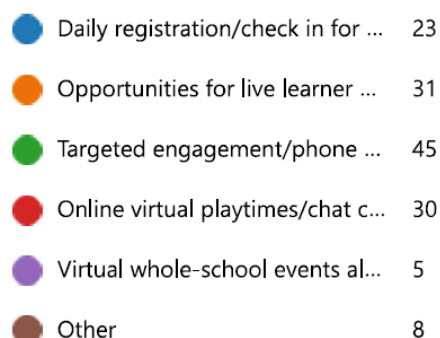 Daily registration/check in for ... 23
Opportunities for live learner ... 31
Targeted engagement/phone ... 45
Online virtual playtimes/chat c... 30
Virtual whole-school events al... 5
Other 8